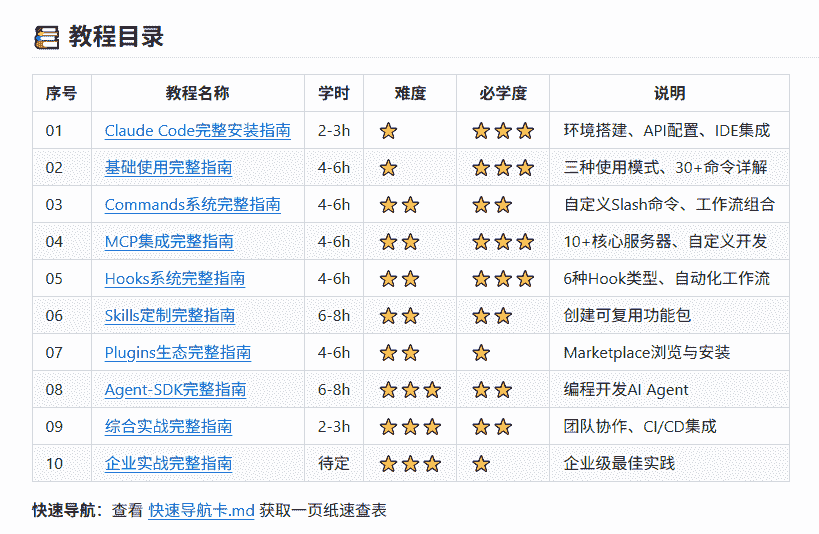 📚 教程目录
序号 教程名称 学时 难度 必学度 说明
01 Claude Code完整安装指南 2-3h ⭐ ⭐⭐⭐ 环境搭建、API配置、IDE集成
02 基础使用完整指南 4-6h ⭐ ⭐⭐⭐ 三种使用模式、30+命令详解
03 Commands系统完整指南 4-6h ⭐⭐ ⭐⭐ 自定义Slash命令、工作流组合
04 MCP集成完整指南 4-6h ⭐⭐ ⭐⭐⭐ 10+核心服务器、自定义开发
05 Hooks系统完整指南 4-6h ⭐⭐ ⭐⭐⭐ 6种Hook类型、自动化工作流
06 Skills定制完整指南 6-8h ⭐⭐ ⭐⭐ 创建可复用功能包
07 Plugins生态完整指南 4-6h ⭐⭐ ⭐ Marketplace浏览与安装
08 Agent-SDK完整指南 6-8h ⭐⭐⭐ ⭐⭐ 编程开发AI Agent
09 综合实战完整指南 2-3h ⭐⭐⭐ ⭐⭐ 团队协作、CI/CD集成
10 企业实战完整指南 待定 ⭐⭐⭐ ⭐ 企业级最佳实践
快速导航：查看 快速导航卡.md 获取一页纸速查表